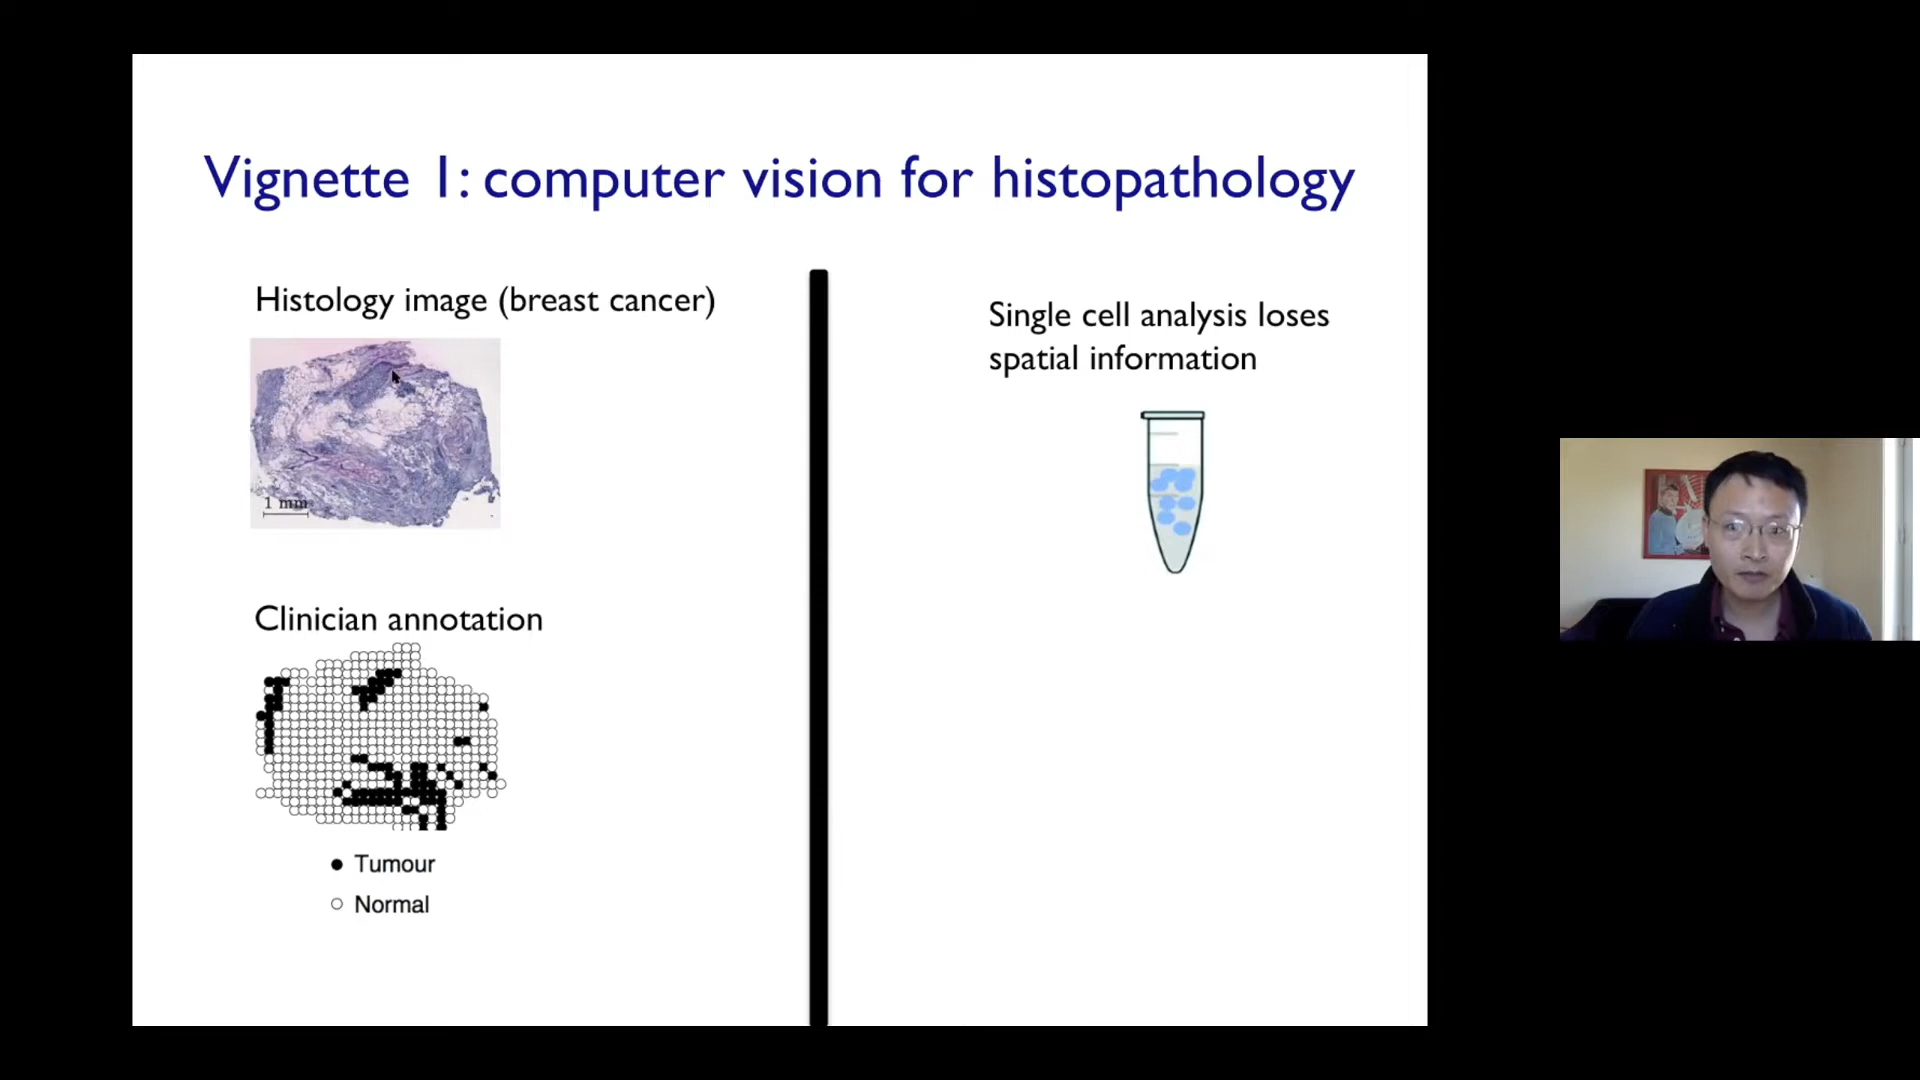 Vignette 1: computer vision for histopathology
Histology image (breast cancer)
1 mm
Clinician annotation
Tumour
Normal
Single cell analysis loses
spatial information